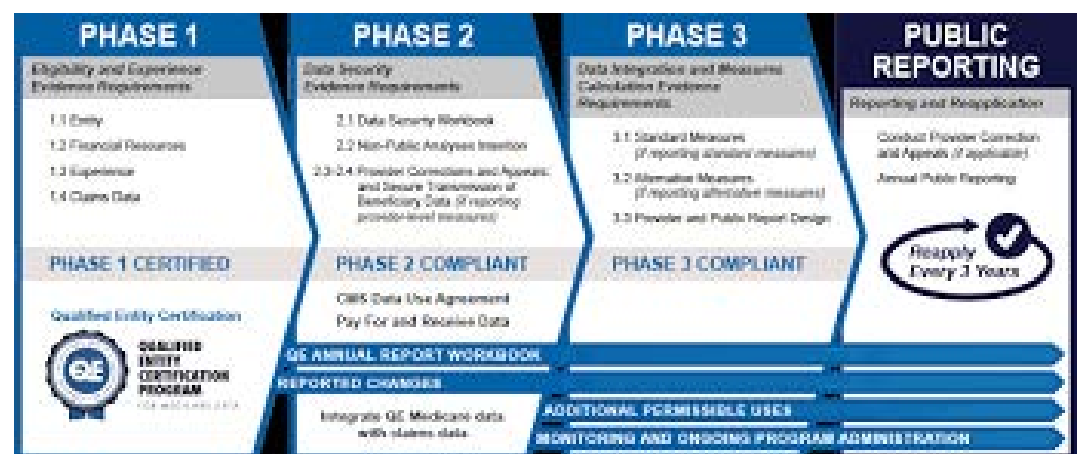 PHASE 1
Eligibility and Experience
Evidence Requirements
1.1 Entity
1.2 Financial Resources
1.3 Experience
1.4 Claims Data
PHASE 1 CERTIFIED
Qualified Entity Certification
QE
QUALIFIED
ENTITY
CERTIFICATION
PROGRAM
FOR MEDICARE DATA
PHASE 2
Data Security
Evidence Requirements
2.1 Data Security Workbook
2.2 Non-Public Analyses Intention
2.3-2.4 Provider Corrections and Appeals
and Secure Transmission of
Beneficiary Data (if reporting
provider-level measures)
PHASE 2 COMPLIANT
CMS Data Use Agreement
Pay For and Receive Data
PHASE 3
Data Integration and Measures
Calculation Evidence
Requirements
3.1 Standard Measures
(if reporting standard measures)
3.2 Alternative Measures
(if reporting alternative measures)
3.3 Provider and Public Report Design
PHASE 3 COMPLIANT
PUBLIC
REPORTING
Reporting and Reapplication
Conduct Provider Correction
and Appeals (if applicable)
Annual Public Reporting
Reapply
Every 3 Years
QE ANNUAL REPORT WORKBOOK
REPORTED CHANGES
Integrate QE Medicare data
with claims data
ADDITIONAL PERMISSIBLE USES
MONITORING AND ONGOING PROGRAM ADMINISTRATION